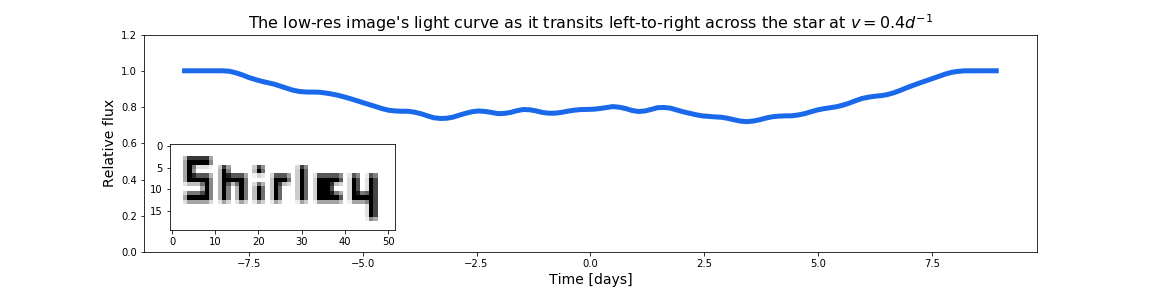 The low-res image's light curve as it transits left-to-right across the star at v = 0.4d⁻¹
1.2
1.0
0.8
0.6
0.4
0.2
0.0
Relative flux
0
5
10
15
Shirley
0 10 20 30 40 50
−7.5 −5.0 −2.5 0.0 2.5 5.0 7.5
Time [days]